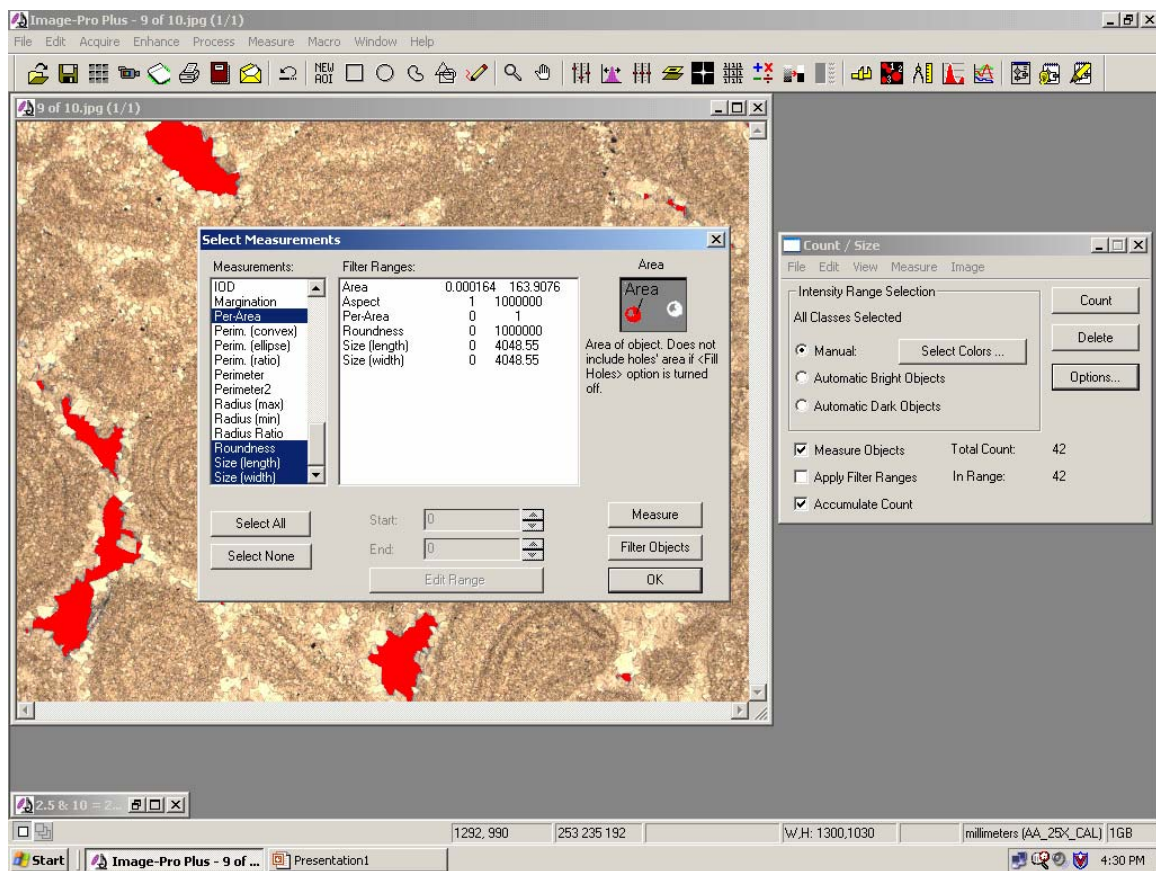 Image-Pro Plus - 9 of 10.jpg (1/1)
File Edit Acquire Enhance Process Measure Macro Window Help
NEW
AOI
9 of 10.jpg (1/1)
Select Measurements
Measurements:
IOD
Margination
Per-Area
Perim. (convex)
Perim. (ellipse)
Perim. (ratio)
Perimeter
Perimeter2
Radius (max)
Radius (min)
Radius Ratio
Roundness
Size (length)
Size (width)
Filter Ranges:
Area 0.000164 163.9076
Aspect 1 1000000
Per-Area 0 1
Roundness 0 1000000
Size (length) 0 4048.55
Size (width) 0 4048.55
Area
Area
Area of object. Does not
include holes' area if <Fill
Holes> option is turned
off.
Select All
Select None
Start: 0
End: 0
Edit Range
Measure
Filter Objects
OK
Count / Size
File Edit View Measure Image
Intensity Range Selection
All Classes Selected
Manual: Select Colors ...
Automatic Bright Objects
Automatic Dark Objects
Count
Delete
Options...
Measure Objects Total Count: 42
Apply Filter Ranges In Range: 42
Accumulate Count
2.5 & 10 = 2...
1292, 990 253 235 192 W,H: 1300,1030 millimeters (AA_25X_CAL) 1GB
Start Image-Pro Plus - 9 of ... Presentation1 4:30 PM